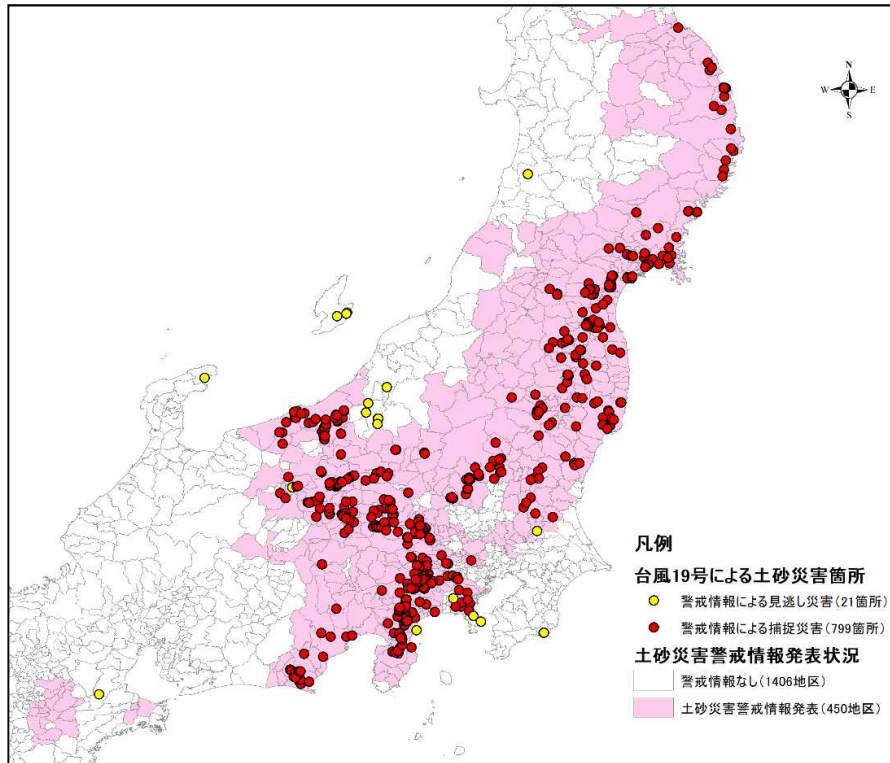 N
W E
S
凡例
台風19号による土砂災害箇所
警戒情報による見逃し災害(21箇所)
警戒情報による捕捉災害(799箇所)
土砂災害警戒情報発表状況
警戒情報なし(1406地区)
土砂災害警戒情報発表(450地区)